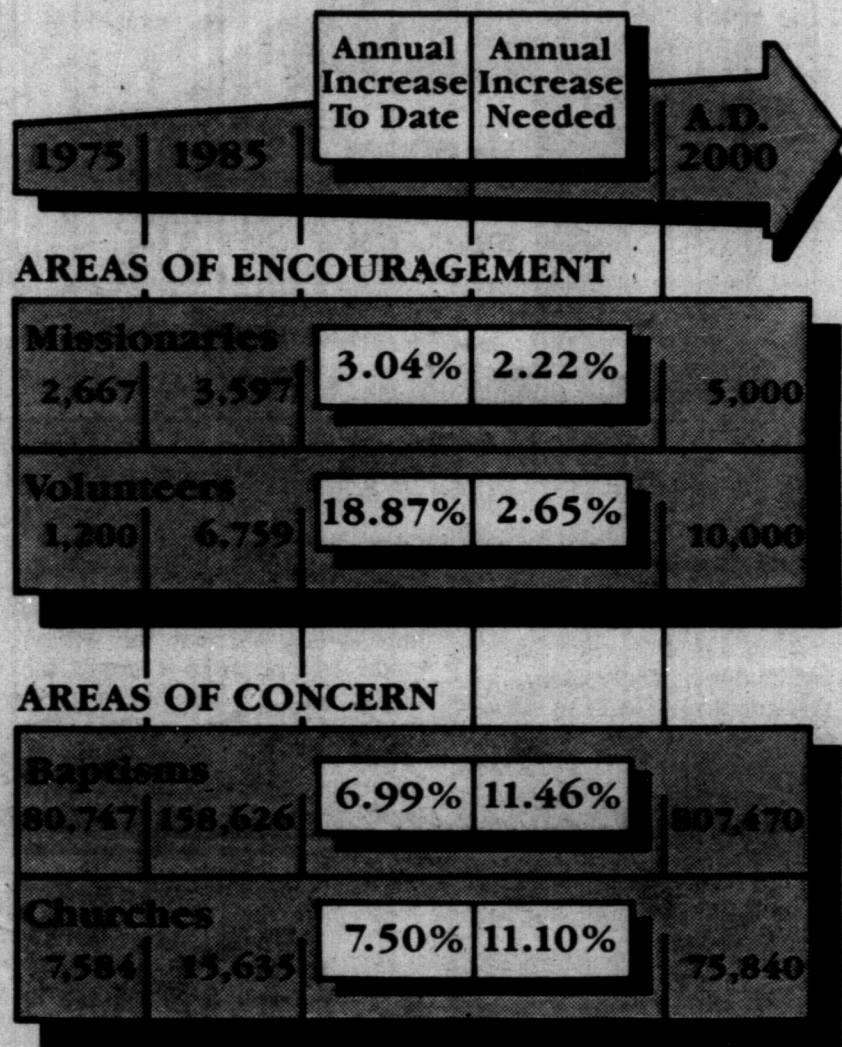 Annual Annual
Increase Increase
To Date Needed
1975 1985 A.D.
2000
AREAS OF ENCOURAGEMENT
Missionaries
2,667 3,597 3.04% 2.22% 5,000
Volunteers
1,200 6,759 18.87% 2.65% 10,000
AREAS OF CONCERN
Baptisms
80,747 158,626 6.99% 11.46% 807,470
Churches
7,584 15,635 7.50% 11.10% 75,840